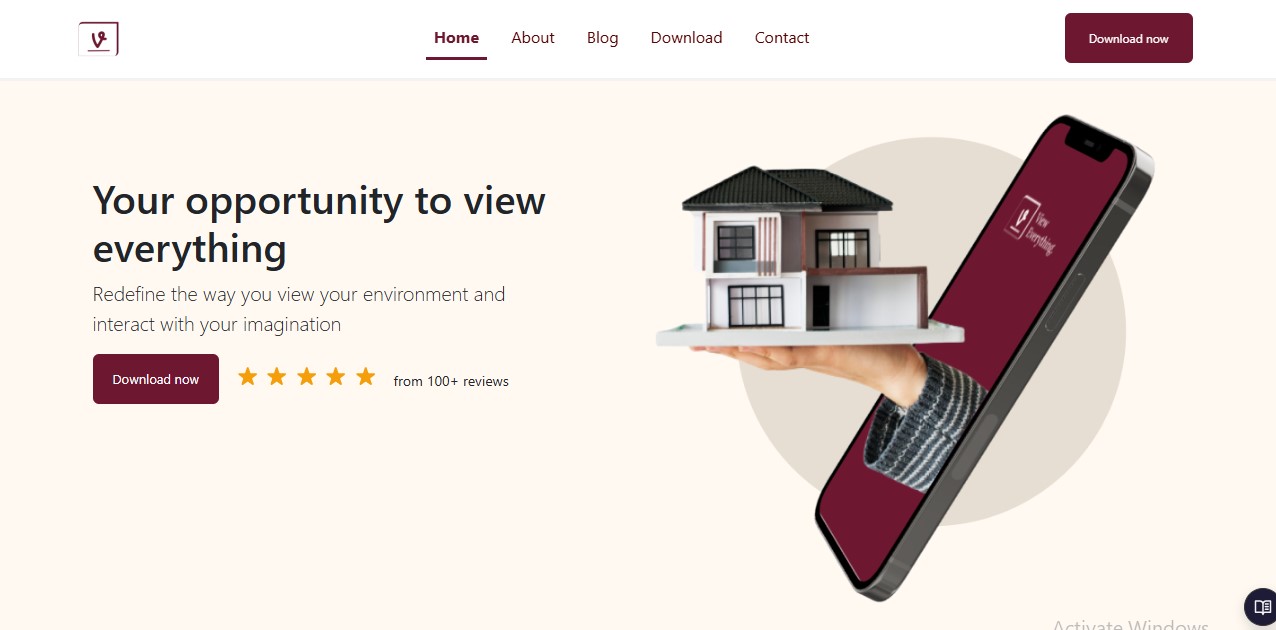 Home About Blog Download Contact
Download now
Your opportunity to view
everything
Redefine the way you view your environment and
interact with your imagination
Download now
from 100+ reviews
View
Everything.
Activate Windows